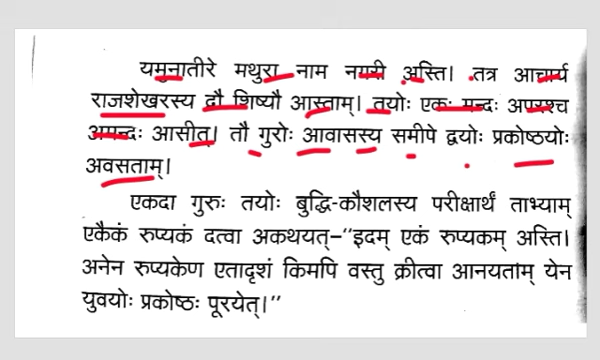 यमुनातीरे मथुरा नाम नगरी अस्ति। तत्र आचार्य
राजशेखरस्य द्वौ शिष्यौ आस्ताम्। तयोः एकः मन्दः अपरश्च
अमन्दः आसीत्। तौ गुरोः आवासस्य समीपे द्वयोः प्रकोष्ठयोः
अवसताम्।
एकदा गुरुः तयोः बुद्धि-कौशलस्य परीक्षार्थं ताभ्याम्
एकैकं रुप्यकं दत्वा अकथयत्–"इदम् एकं रुप्यकम् अस्ति।
अनेन रुप्यकेण एतादृशं किमपि वस्तु क्रीत्वा आनयताम् येन
युवयोः प्रकोष्ठः पूरयेत्।"